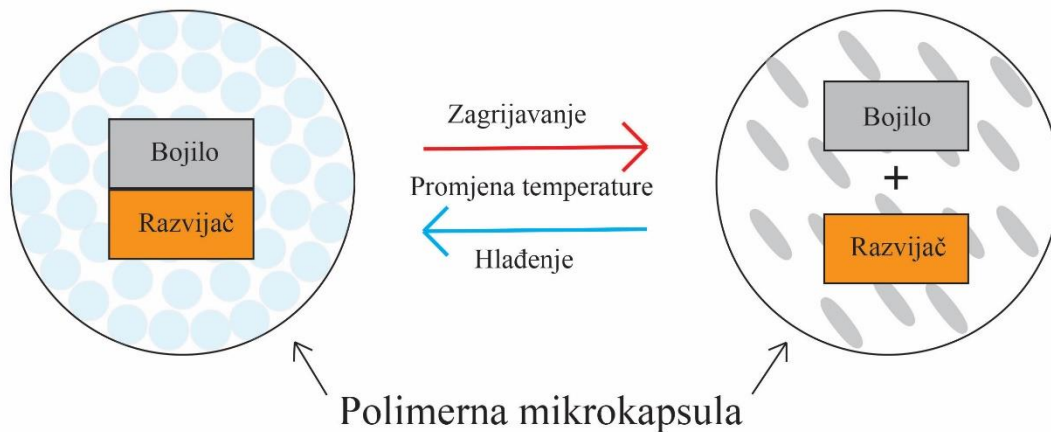 Bojilo
Razvijač
Zagrijavanje
Promjena temperature
Hlađenje
Bojilo
+
Razvijač
Polimerna mikrokapsula